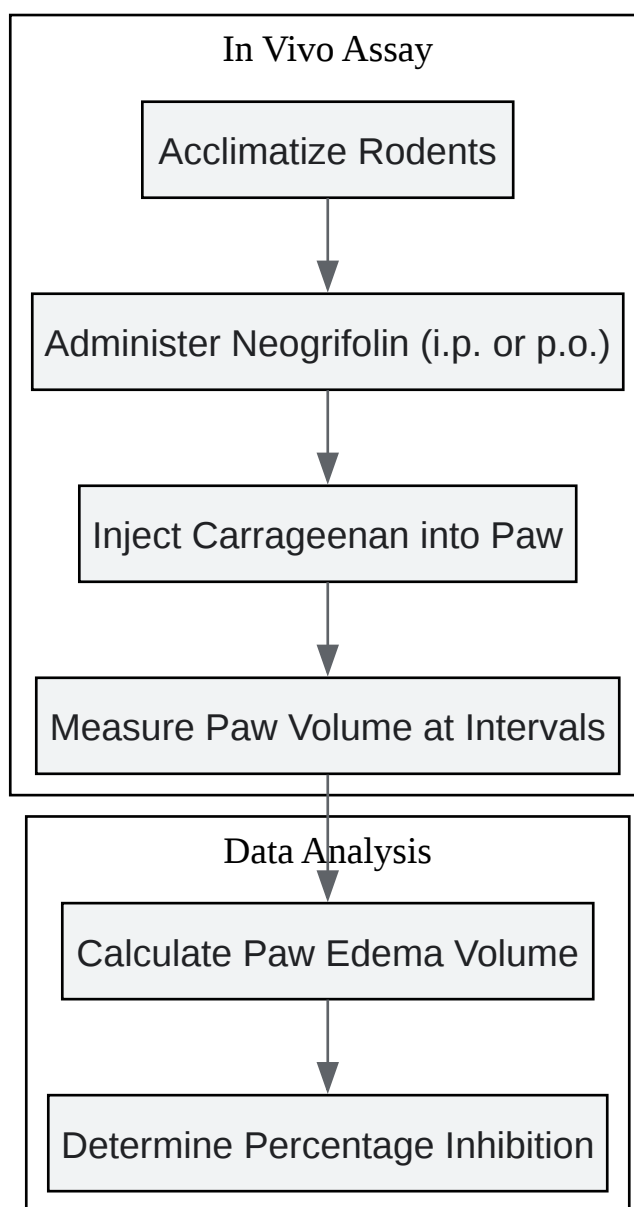 In Vivo Assay
Acclimatize Rodents
Administer Neogrifolin (i.p. or p.o.)
Inject Carrageenan into Paw
Measure Paw Volume at Intervals
Data Analysis
Calculate Paw Edema Volume
Determine Percentage Inhibition